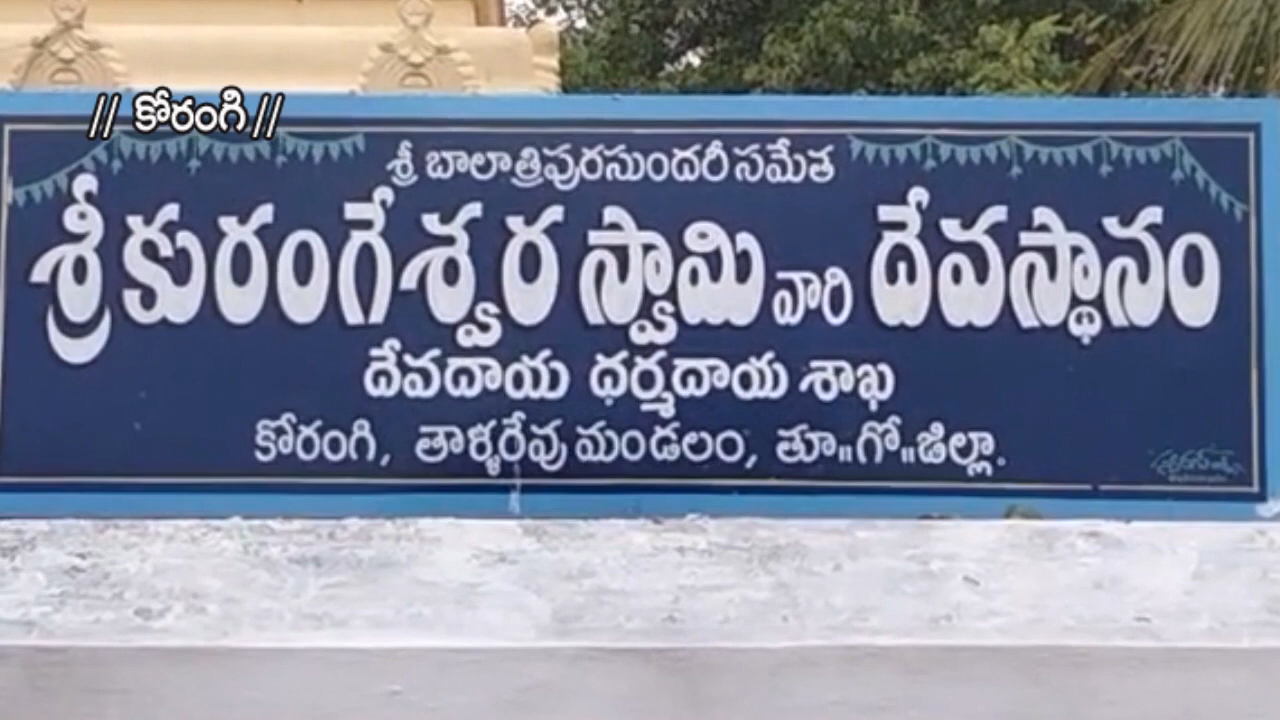 // కోరంగి //
శ్రీ బాలాత్రిపురసుందరీ సమేత
శ్రీ కురంగేశ్వర స్వామి వారి దేవస్థానం
దేవదాయ ధర్మదాయ శాఖ
కోరంగి, తాళ్ళరేవు మండలం, తూ॥గో॥జిల్లా.